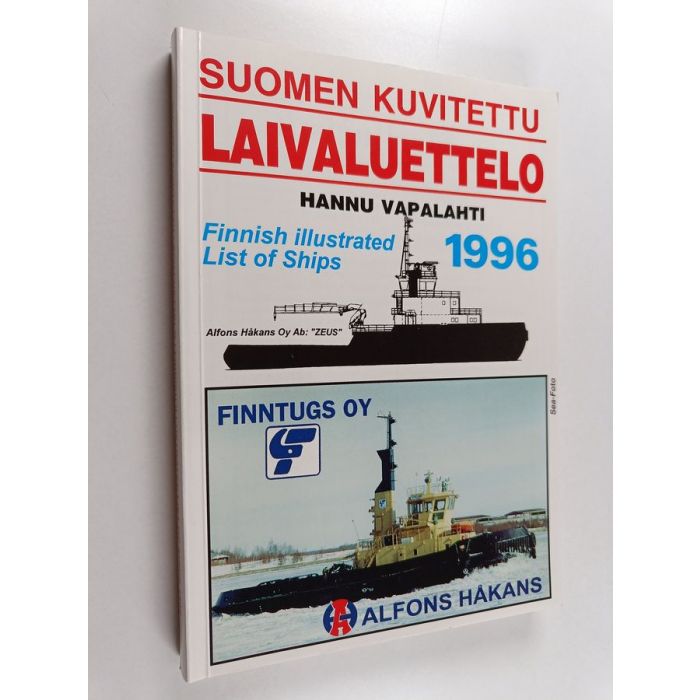 SUOMEN KUVITETTU
LAIVALUETTELO
HANNU VAPALAHTI
Finnish illustrated
List of Ships
1996
Alfons Håkans Oy Ab: "ZEUS"
Sea-Foto
FINNTUGS OY
ALFONS HÅKANS